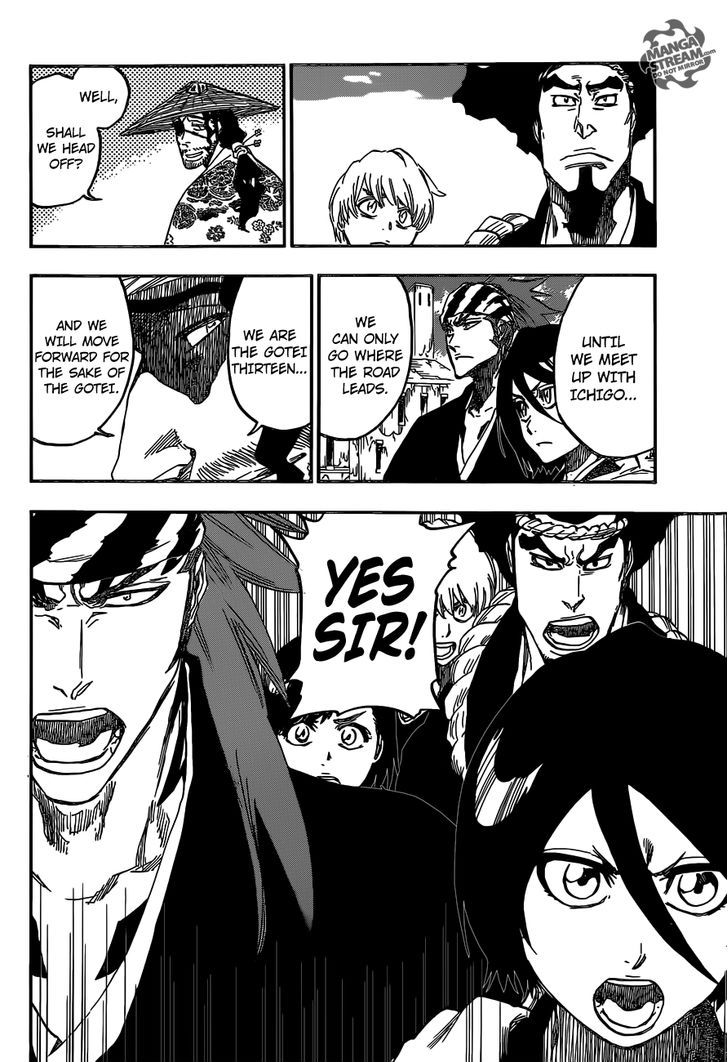 MANGA
STREAM.com
DO NOT MIRROR
UNTIL
WE MEET
UP WITH
ICHIGO...
WE
CAN ONLY
GO WHERE
THE ROAD
LEADS.
WE ARE
THE GOTEI
THIRTEEN...
AND WE
WILL MOVE
FORWARD FOR
THE SAKE OF
THE GOTEI.
WELL,
SHALL
WE HEAD
OFF?
YES
SIR!